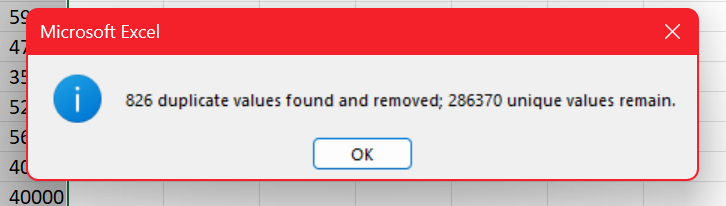 Microsoft Excel
826 duplicate values found and removed; 286370 unique values remain.
OK
40000